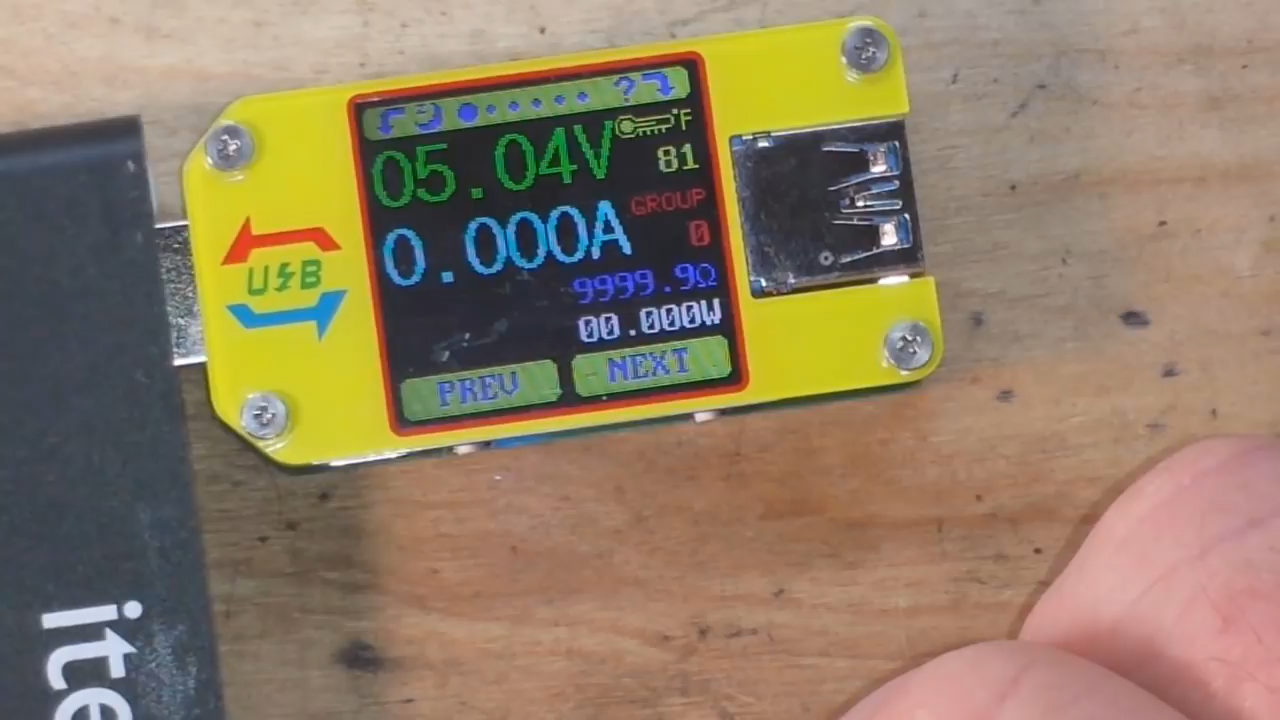 ?
05.04V
°F
81
0.000A
GROUP
0
9999.9Ω
00.000W
PREV
NEXT
USB
ite